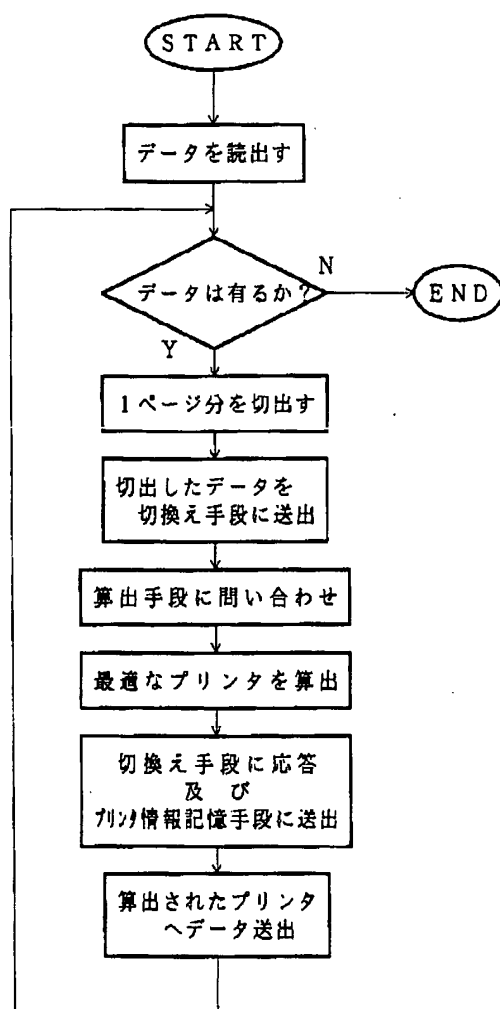 START
データを読出す
データは有るか?
N
END
Y
1ページ分を切出す
切出したデータを
切換え手段に送出
算出手段に問い合わせ
最適なプリンタを算出
切換え手段に応答
及び
プリンタ情報記憶手段に送出
算出されたプリンタ
へデータ送出